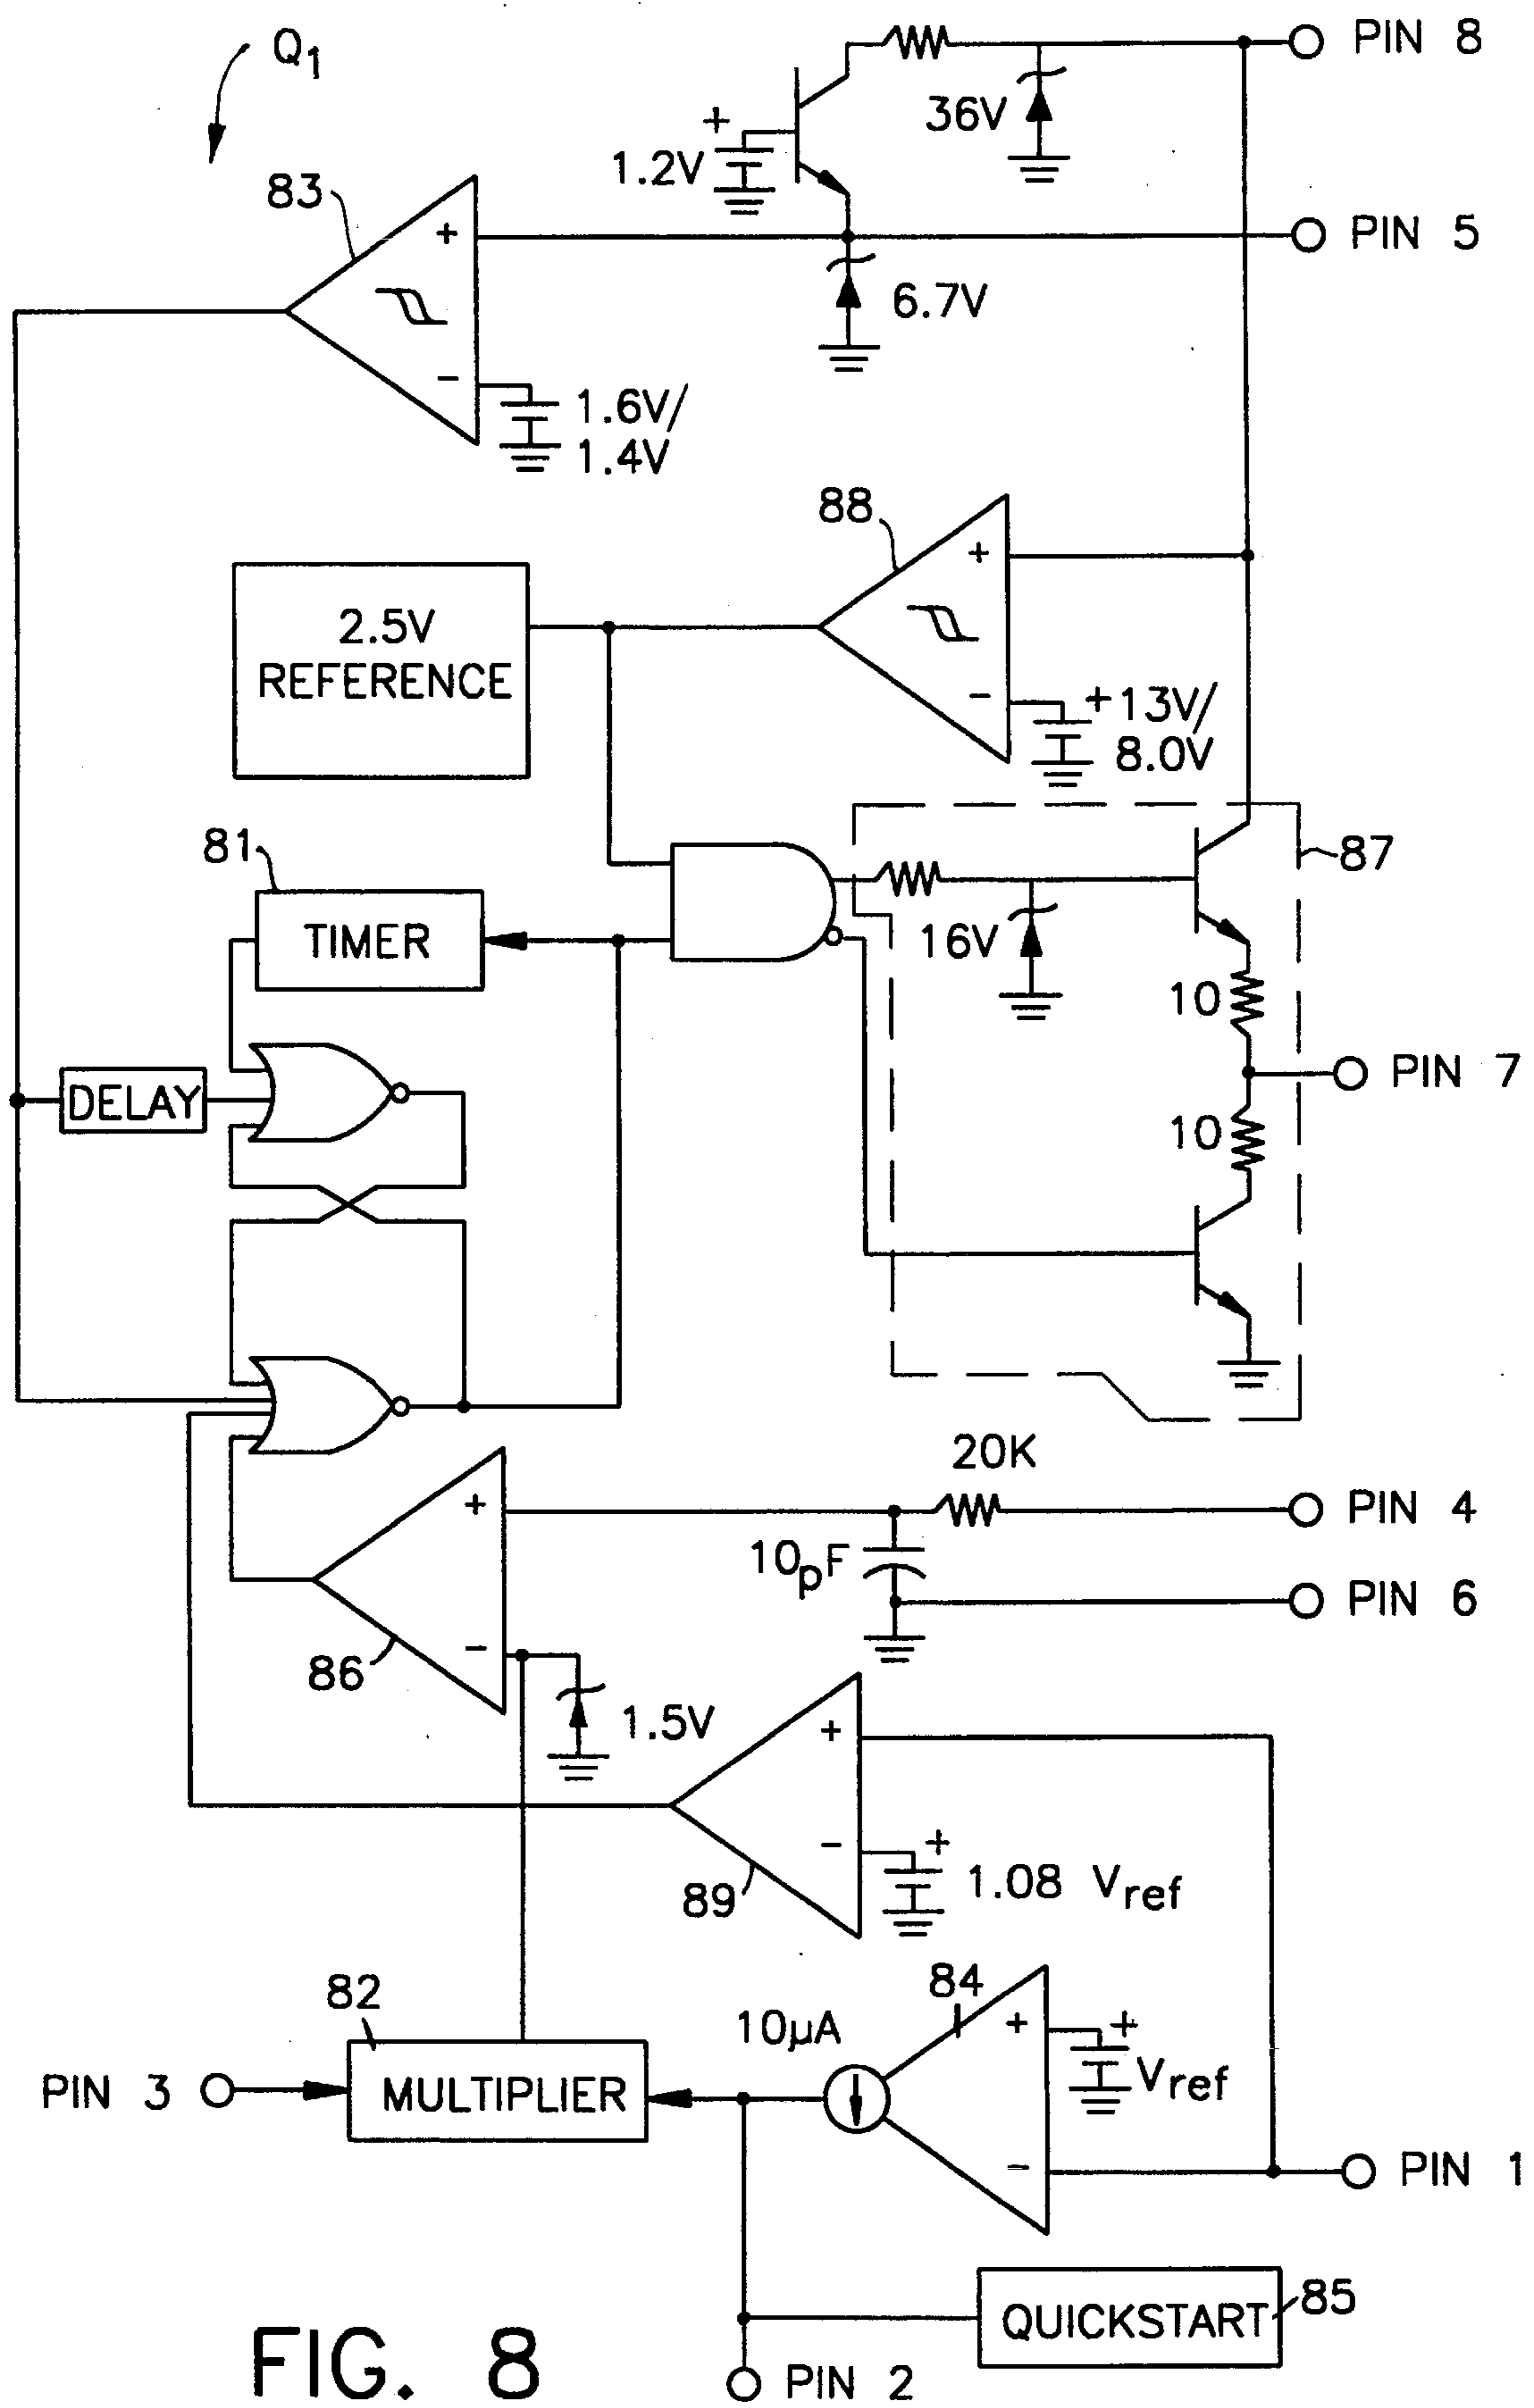 Q1
PIN 8
36V
+
1.2V
83
+
PIN 5
6.7V
−
1.6V/
1.4V
88
+
2.5V
REFERENCE
−
+13V/
8.0V
81
87
TIMER
16V
10
DELAY
PIN 7
10
20K
+
PIN 4
10pF
PIN 6
−
86
1.5V
+
−
+
89
1.08 Vref
82
84
10µA
+
+
Vref
PIN 3
MULTIPLIER
−
PIN 1
85
QUICKSTART
FIG. 8
PIN 2